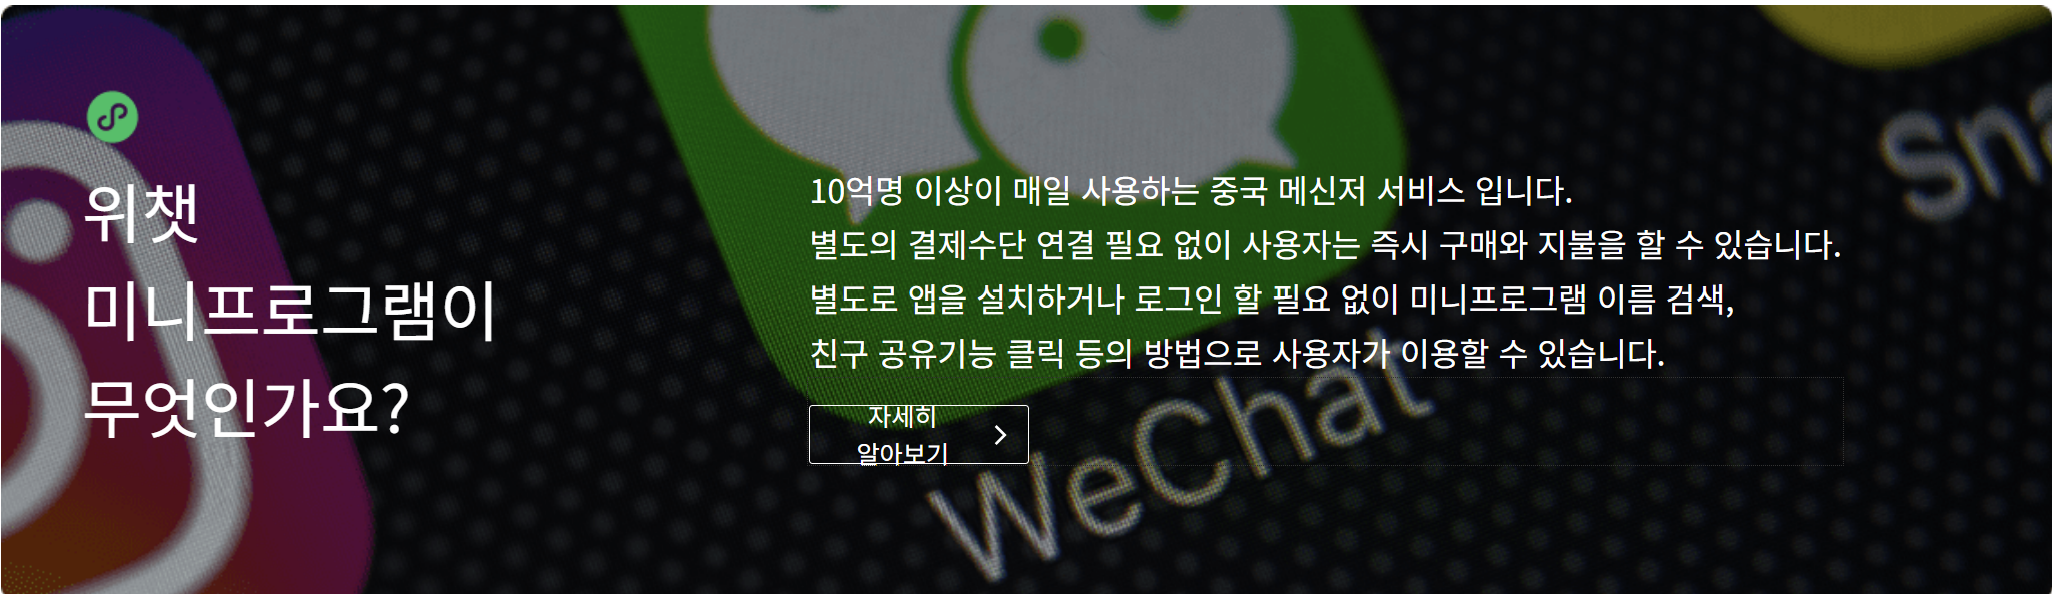 위챗
미니프로그램이
무엇인가요?
10억명 이상이 매일 사용하는 중국 메신저 서비스 입니다.
별도의 결제수단 연결 필요 없이 사용자는 즉시 구매와 지불을 할 수 있습니다.
별도로 앱을 설치하거나 로그인 할 필요 없이 미니프로그램 이름 검색,
친구 공유기능 클릭 등의 방법으로 사용자가 이용할 수 있습니다.
자세히
알아보기
WeChat
Sna